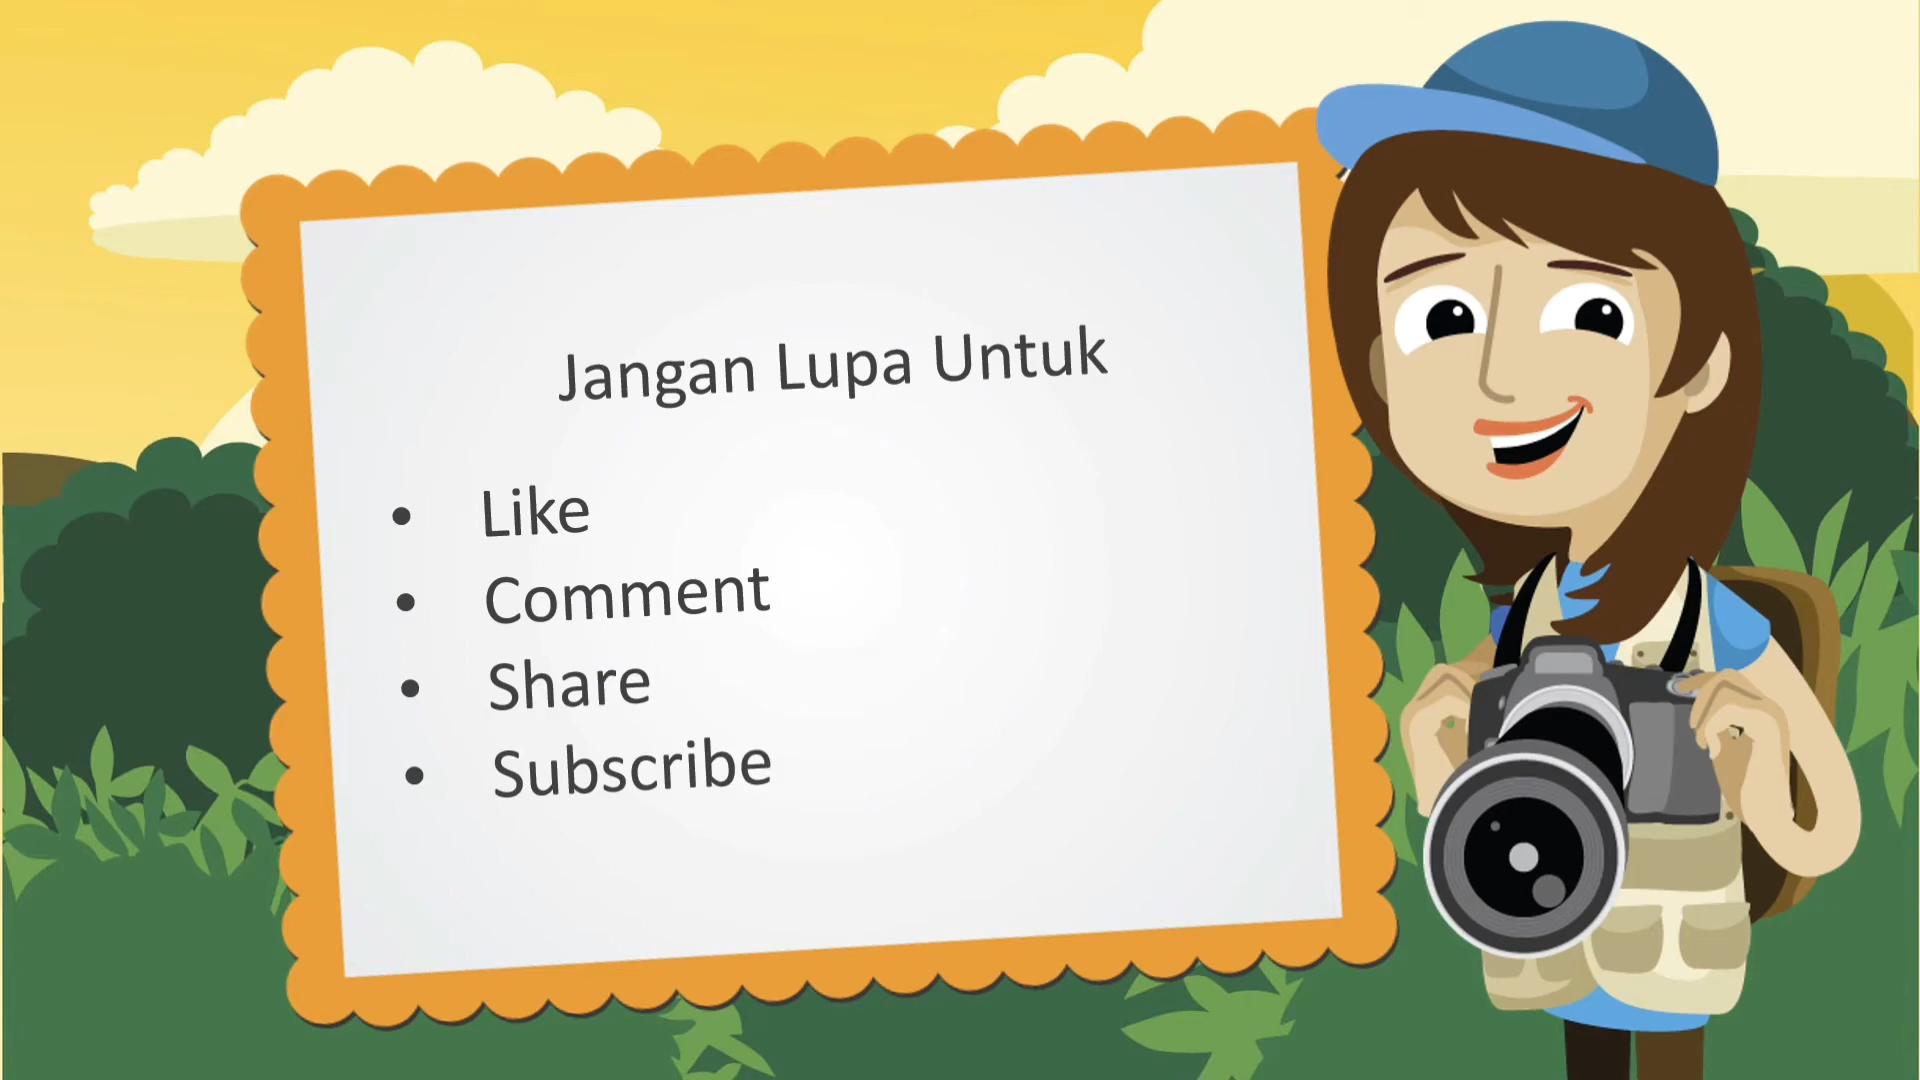 Jangan Lupa Untuk
• Like
• Comment
• Share
• Subscribe